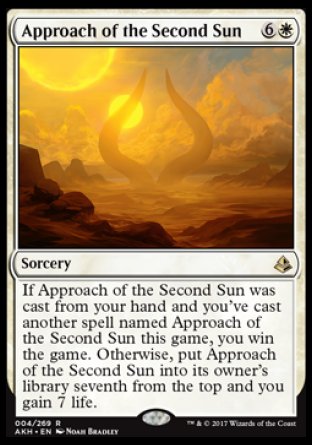 Approach of the Second Sun 6
Sorcery
If Approach of the Second Sun was
cast from your hand and you've cast
another spell named Approach of
the Second Sun this game, you win
the game. Otherwise, put Approach
of the Second Sun into its owner's
library seventh from the top and you
gain 7 life.
004/269 R
AKH • EN NOAH BRADLEY
™ & © 2017 Wizards of the Coast